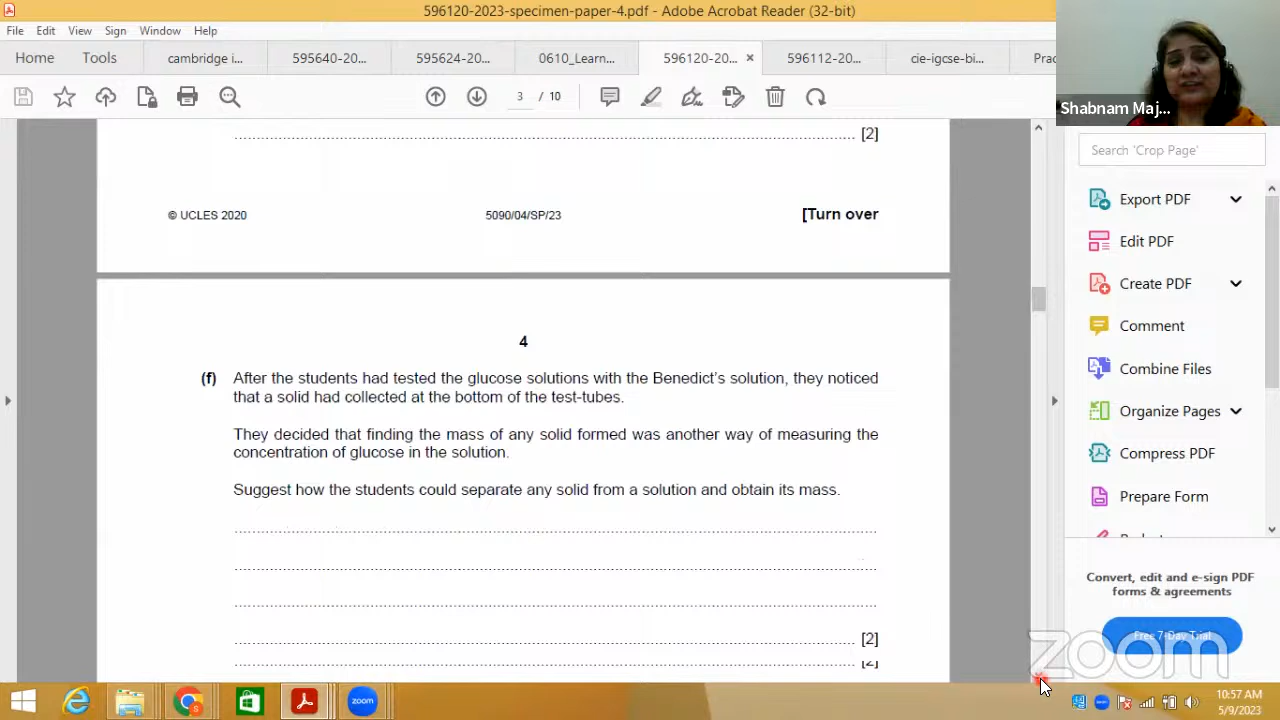 596120-2023-specimen-paper-4.pdf - Adobe Acrobat Reader (32-bit)
File Edit View Sign Window Help
Home Tools cambridge i... 595640-20... 595624-20... 0610_Learn... 596120-20... × 596112-20... cie-igcse-bi... Prac
3 / 10
Shabnam Maj...
Search 'Crop Page'
[2]
© UCLES 2020 5090/04/SP/23 [Turn over
4
(f) After the students had tested the glucose solutions with the Benedict's solution, they noticed
that a solid had collected at the bottom of the test-tubes.
They decided that finding the mass of any solid formed was another way of measuring the
concentration of glucose in the solution.
Suggest how the students could separate any solid from a solution and obtain its mass.
[2]
[2]
Export PDF
Edit PDF
Create PDF
Comment
Combine Files
Organize Pages
Compress PDF
Prepare Form
Convert, edit and e-sign PDF
forms & agreements
Free 7-Day Trial
zoom
zoom
10:57 AM
5/9/2023